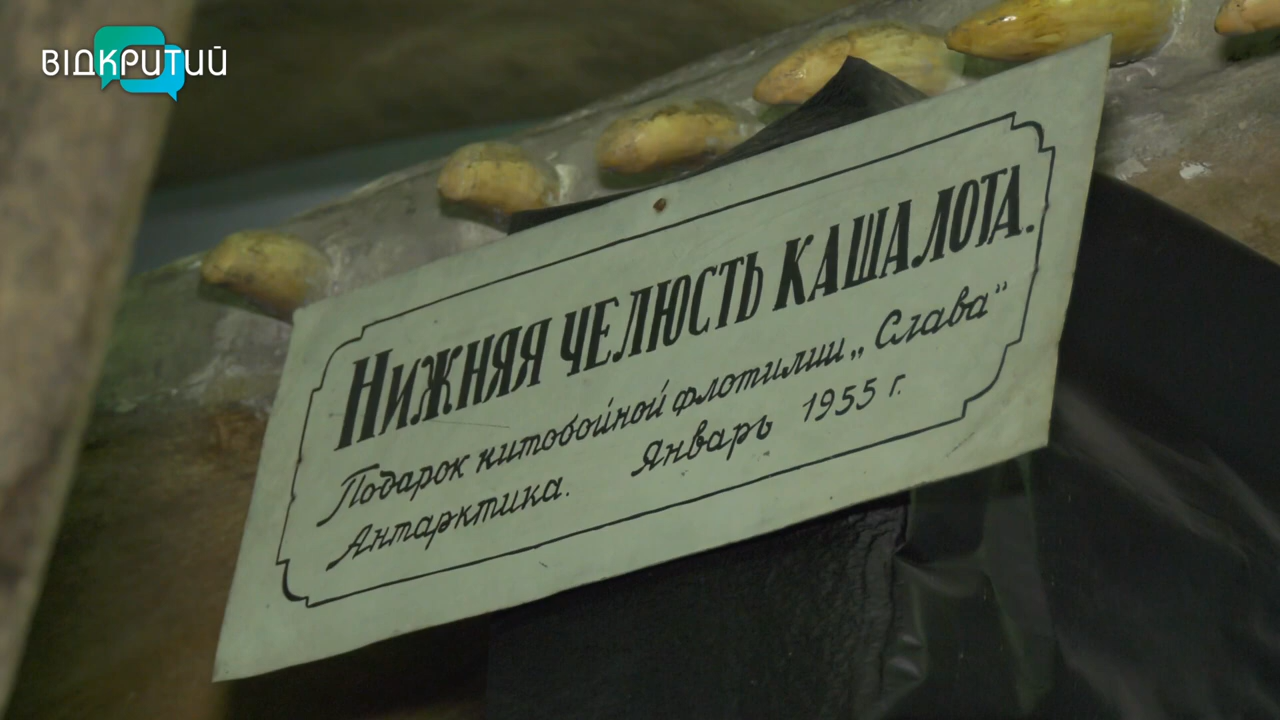 ВІДКРИТИЙ
НИЖНЯЯ ЧЕЛЮСТЬ КАШАЛОТА.
Подарок китобойной флотилии „Слава"
Антарктика. Январь 1955 г.